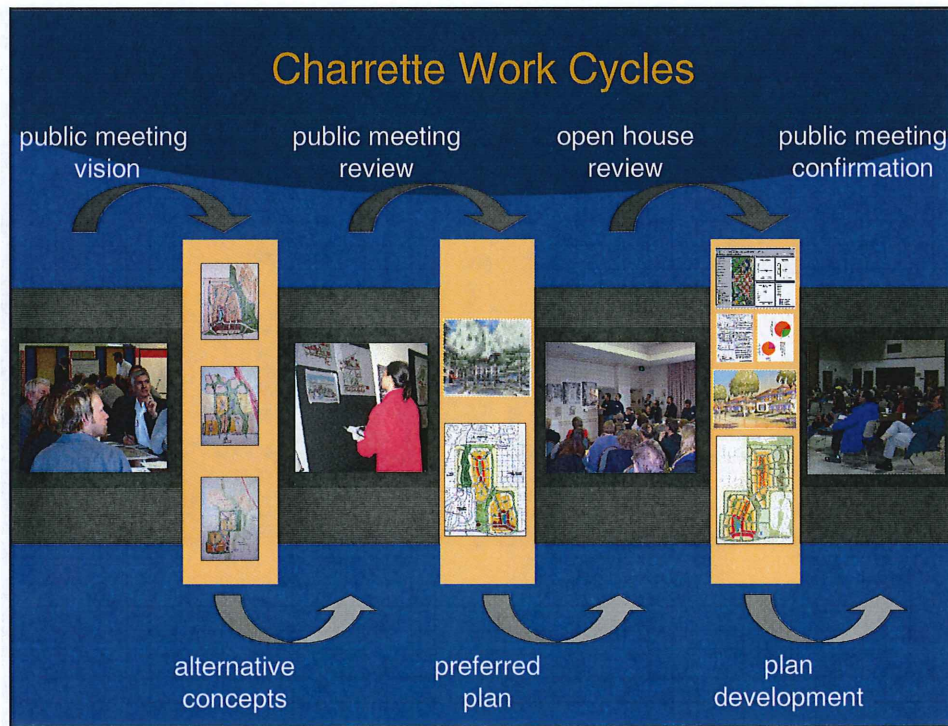 Charrette Work Cycles
public meeting
vision
public meeting
review
open house
review
public meeting
confirmation
alternative
concepts
preferred
plan
plan
development